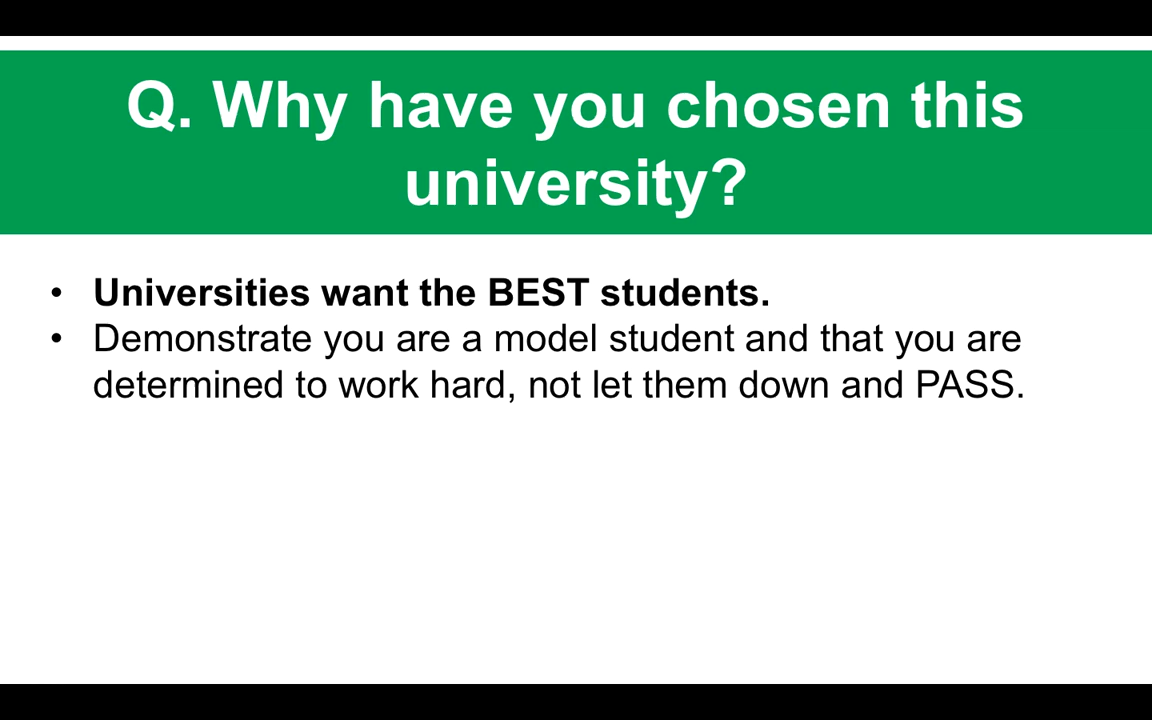 Q. Why have you chosen this
university?
• Universities want the BEST students.
• Demonstrate you are a model student and that you are
determined to work hard, not let them down and PASS.